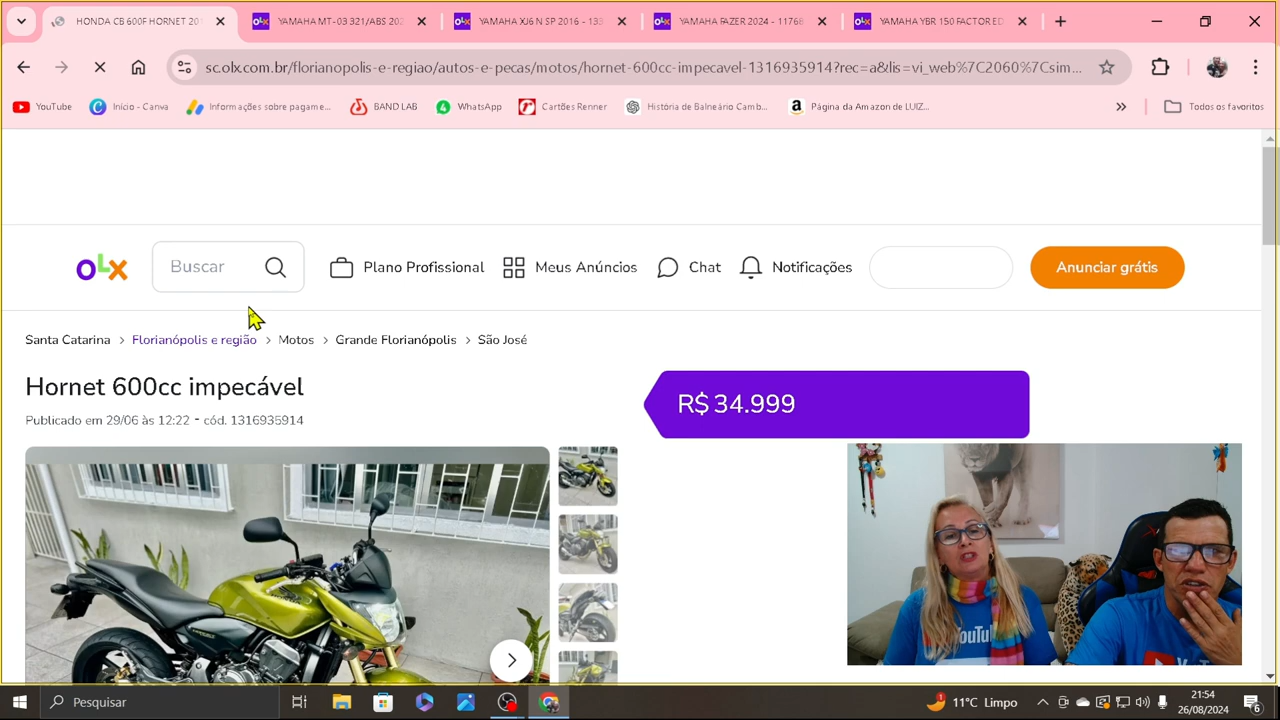 HONDA CB 600F HORNET 20
YAMAHA MT-03 321/ABS 202
YAMAHA XJ6 N SP 2016 - 133
YAMAHA FAZER 2024 - 11768
YAMAHA YBR 150 FACTOR ED
sc.olx.com.br/florianopolis-e-regiao/autos-e-pecas/motos/hornet-600cc-impecavel-1316935914?rec=a&lis=vi_web%7C2060%7Csim...
YouTube
Início - Canva
Informações sobre pagame...
BAND LAB
WhatsApp
Cartões Renner
História de Balneário Camb...
Página da Amazon de LUIZ...
»
Todos os favoritos
OLX
Buscar
Plano Profissional
Meus Anúncios
Chat
Notificações
Anunciar grátis
Santa Catarina > Florianópolis e região > Motos > Grande Florianópolis > São José
Hornet 600cc impecável
Publicado em 29/06 às 12:22 - cód. 1316935914
R$ 34.999
YouTu
Pesquisar
11°C Limpo
21:54
26/08/2024
6